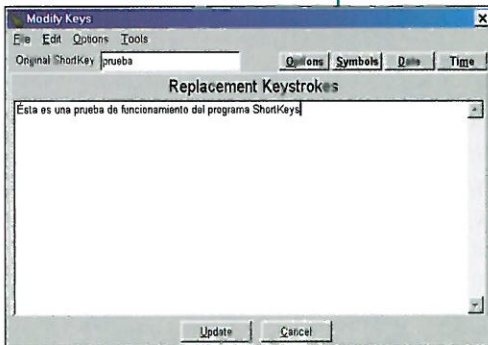 Modify Keys
File Edit Options Tools
Original ShortKey prueba Options Symbols Date Time
Replacement Keystrokes
Ésta es una prueba de funcionamiento del programa ShortKeys
Update Cancel